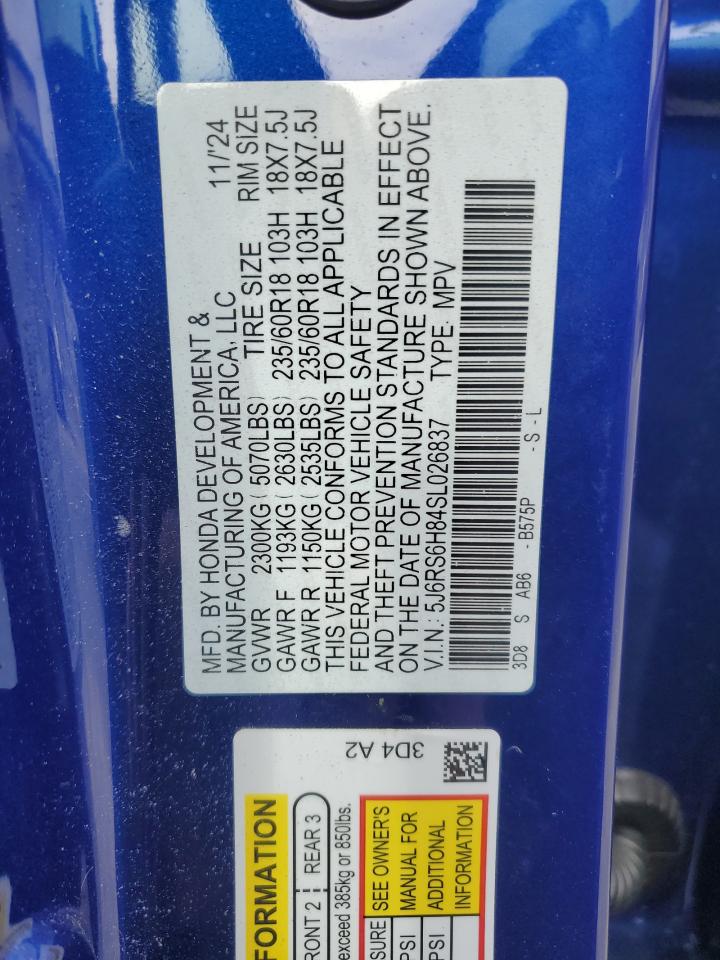 MFD. BY HONDA DEVELOPMENT &
MANUFACTURING OF AMERICA, LLC 11/'24
GVWR 2300KG ( 5070LBS) TIRE SIZE RIM SIZE
GAWR F 1193KG ( 2630LBS) 235/60R18 103H 18X7.5J
GAWR R 1150KG ( 2535LBS) 235/60R18 103H 18X7.5J
THIS VEHICLE CONFORMS TO ALL APPLICABLE
FEDERAL MOTOR VEHICLE SAFETY
AND THEFT PREVENTION STANDARDS IN EFFECT
ON THE DATE OF MANUFACTURE SHOWN ABOVE.
V.I.N.: 5J6RS6H84SL026837 TYPE: MPV
3D8 S AB6 - B575P - S - L
3D4 A2
FORMATION
RONT 2 REAR 3
exceed 385kg or 850lbs.
SURE SEE OWNER'S
PSI MANUAL FOR
PSI ADDITIONAL
INFORMATION